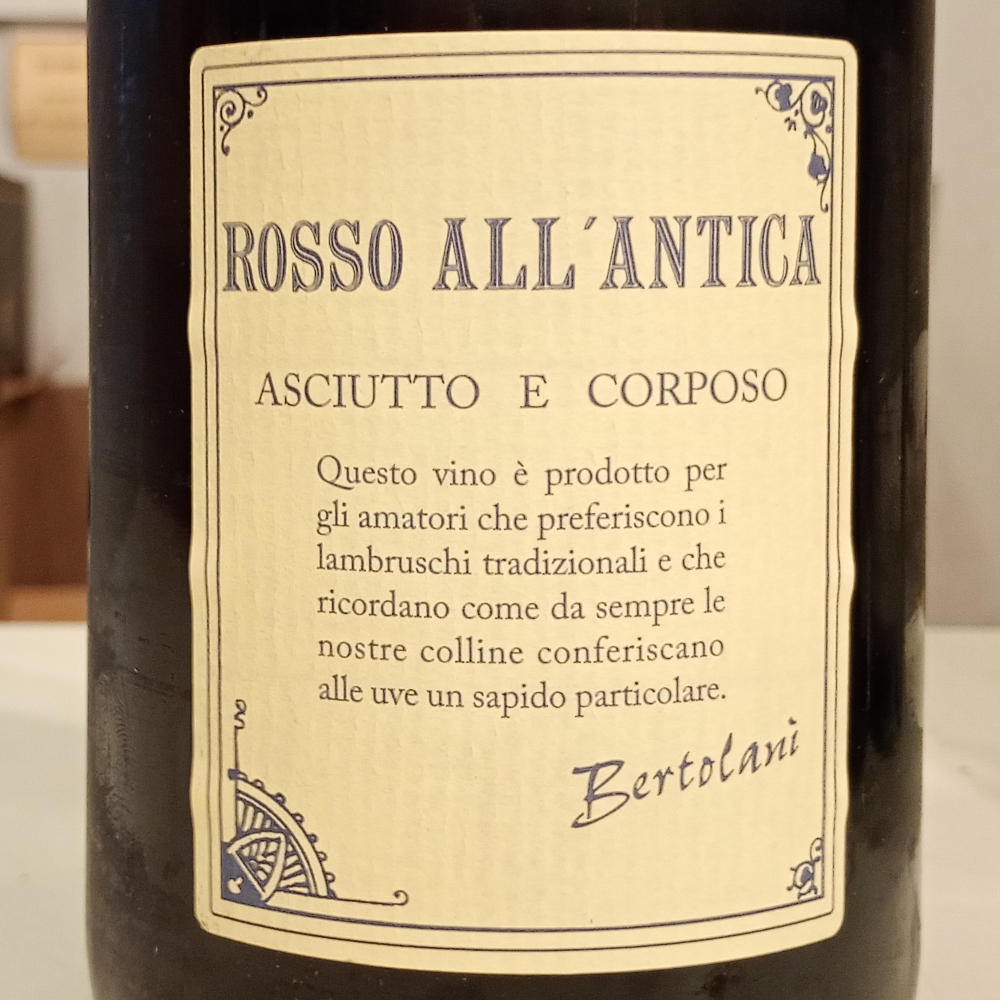 ROSSO ALL´ANTICA
ASCIUTTO E CORPOSO
Questo vino è prodotto per
gli amatori che preferiscono i
lambruschi tradizionali e che
ricordano come da sempre le
nostre colline conferiscano
alle uve un sapido particolare.
Bertolani